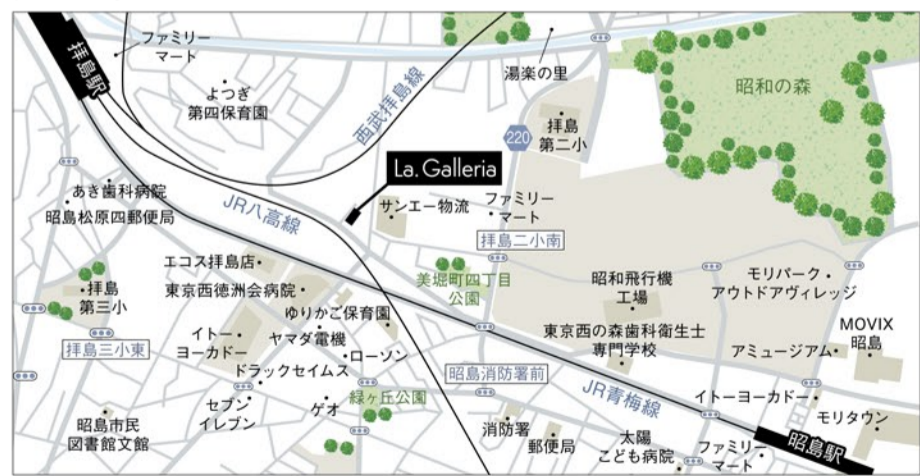 拝島駅
ファミリー
マート
よつぎ
第四保育園
西武拝島線
湯楽の里
昭和の森
220
拝島
第二小
La. Galleria
あき歯科病院
昭島松原四郵便局
JR八高線
サンエー物流
ファミリー
マート
拝島二小南
エコス拝島店
東京西徳洲会病院
美堀町四丁目
公園
昭和飛行機
工場
モリパーク
アウトドアヴィレッジ
拝島
第三小
ゆりかご保育園
イトー
ヨーカドー
ヤマダ電機
ローソン
東京西の森歯科衛生士
専門学校
MOVIX
昭島
アミュージアム
拝島三小東
ドラックセイムス
昭島消防署前
JR青梅線
イトーヨーカドー
セブン
イレブン
ゲオ
緑ヶ丘公園
モリタウン
昭島市民
図書館文館
消防署
郵便局
太陽
こども病院
ファミリー
マート
昭島駅